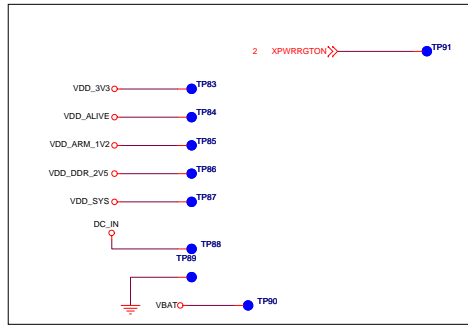 TP91
2 XPWRRGTON
TP83
VDD_3V3
TP84
VDD_ALIVE
TP85
VDD_ARM_1V2
TP86
VDD_DDR_2V5
TP87
VDD_SYS
DC_IN
TP88
TP89
VBAT
TP90